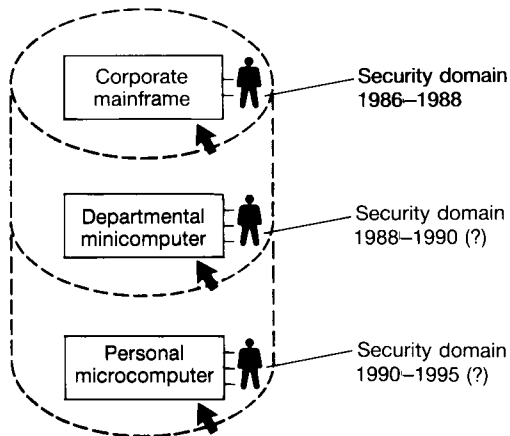 Corporate
mainframe
Security domain
1986–1988
Departmental
minicomputer
Security domain
1988–1990 (?)
Personal
microcomputer
Security domain
1990–1995 (?)